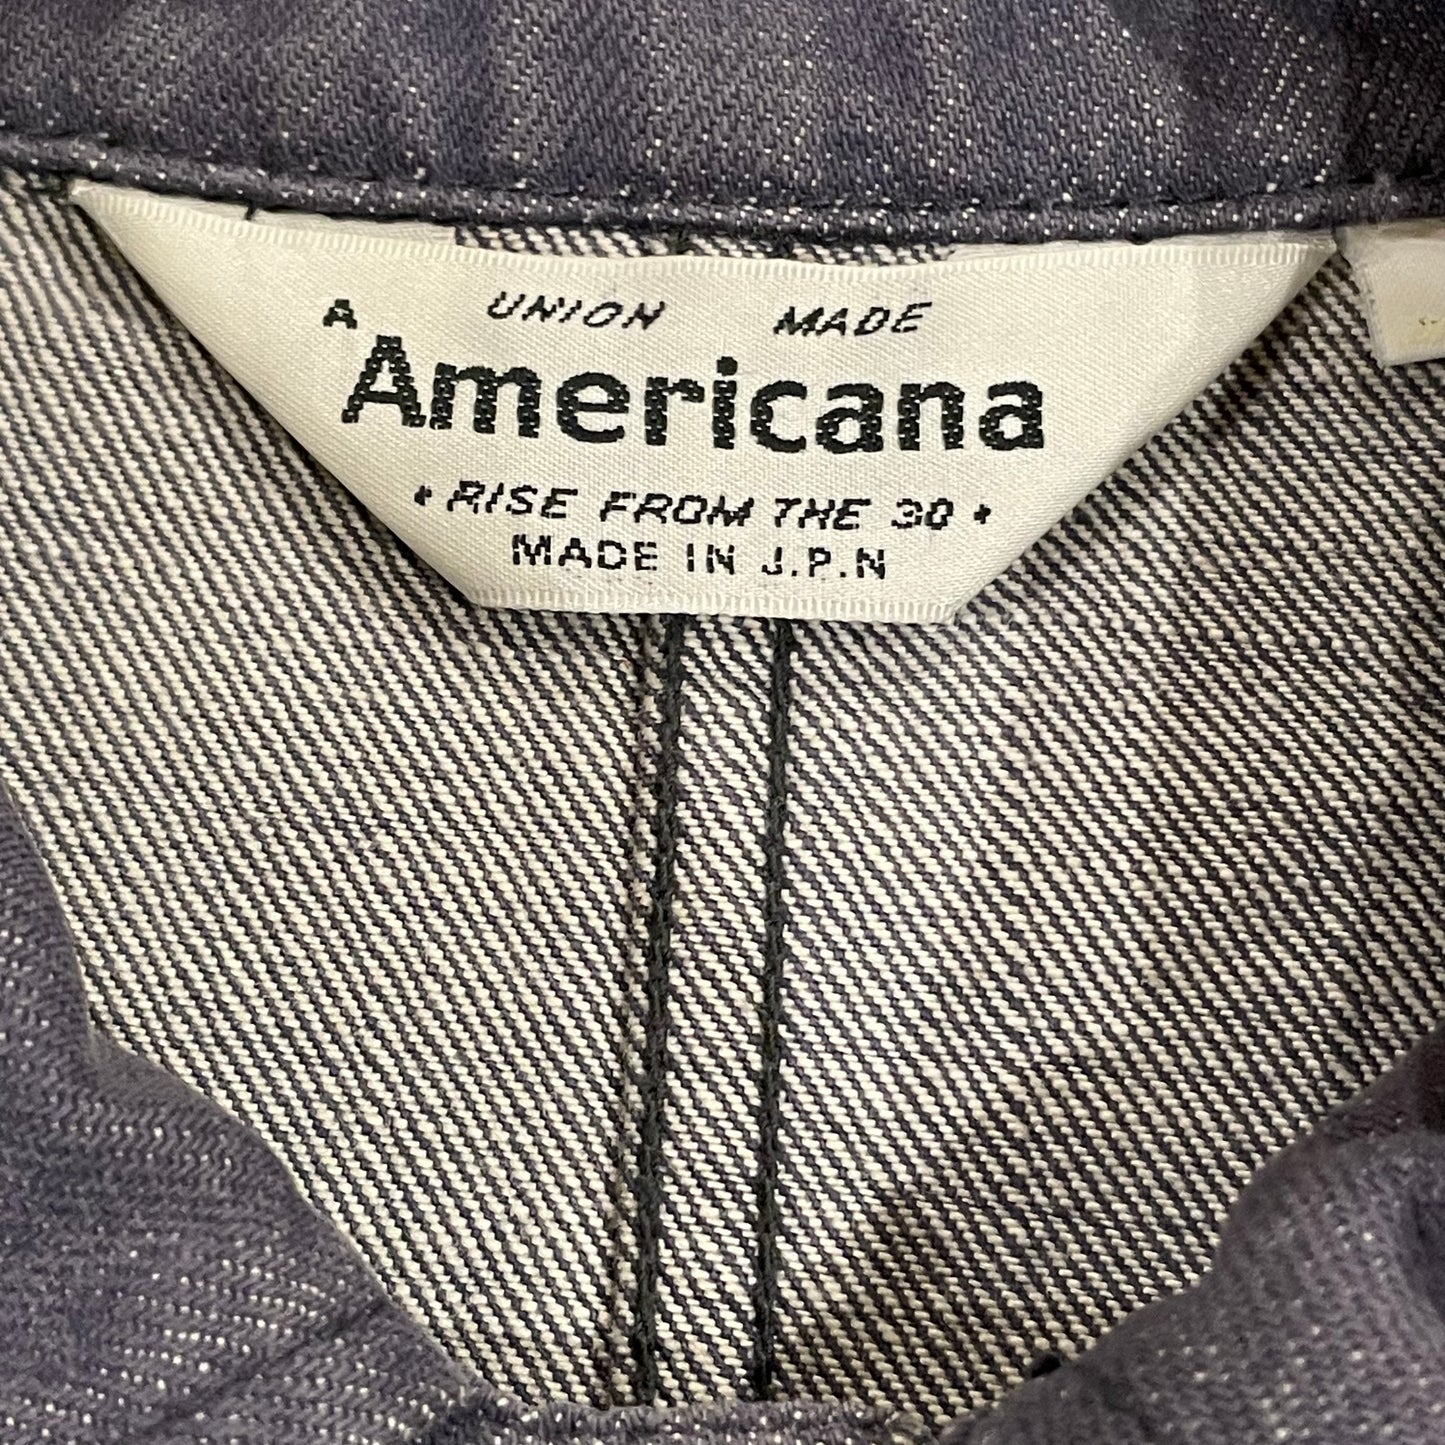 UNION MADE
A Americana
• RISE FROM THE 30 •
MADE IN J.P.N